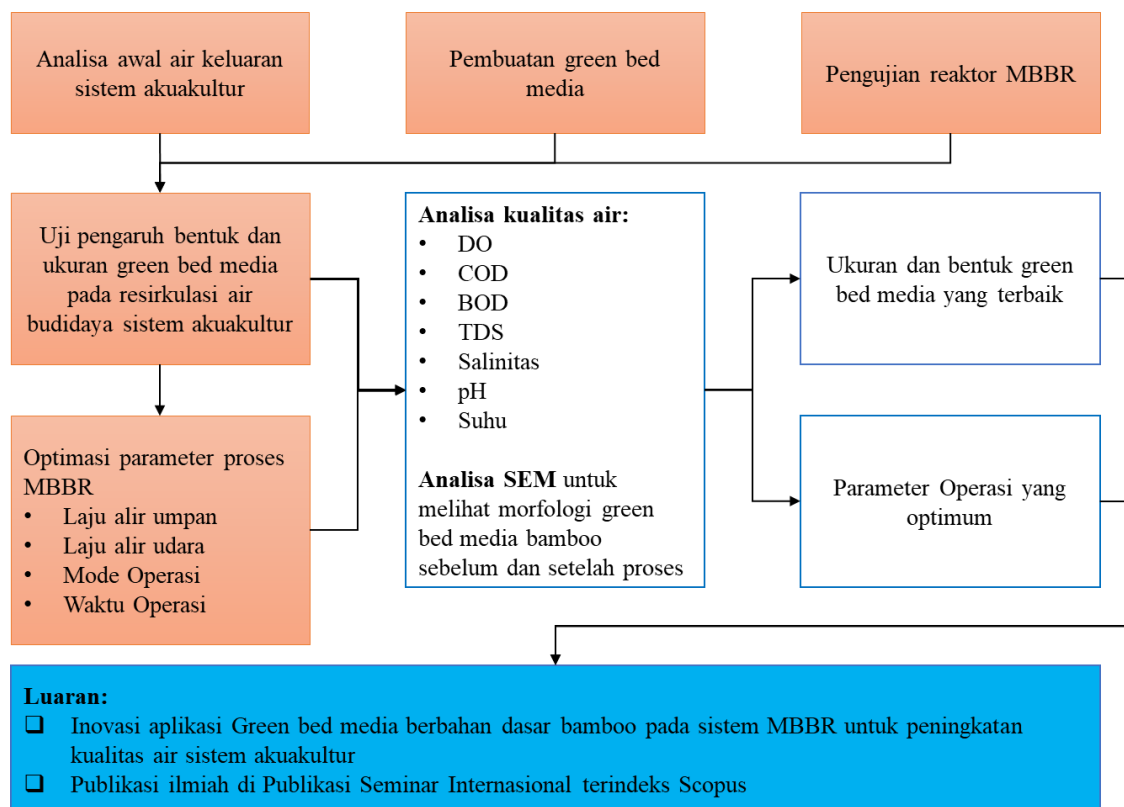 Analisa awal air keluaran
sistem akuakultur
Pembuatan green bed
media
Pengujian reaktor MBBR
Uji pengaruh bentuk dan
ukuran green bed media
pada resirkulasi air
budidaya sistem akuakultur
Analisa kualitas air:
• DO
• COD
• BOD
• TDS
• Salinitas
• pH
• Suhu
Analisa SEM untuk
melihat morfologi green
bed media bamboo
sebelum dan setelah proses
Ukuran dan bentuk green
bed media yang terbaik
Optimasi parameter proses
MBBR
• Laju alir umpan
• Laju alir udara
• Mode Operasi
• Waktu Operasi
Parameter Operasi yang
optimum
Luaran:
❑ Inovasi aplikasi Green bed media berbahan dasar bamboo pada sistem MBBR untuk peningkatan
kualitas air sistem akuakultur
❑ Publikasi ilmiah di Publikasi Seminar Internasional terindeks Scopus